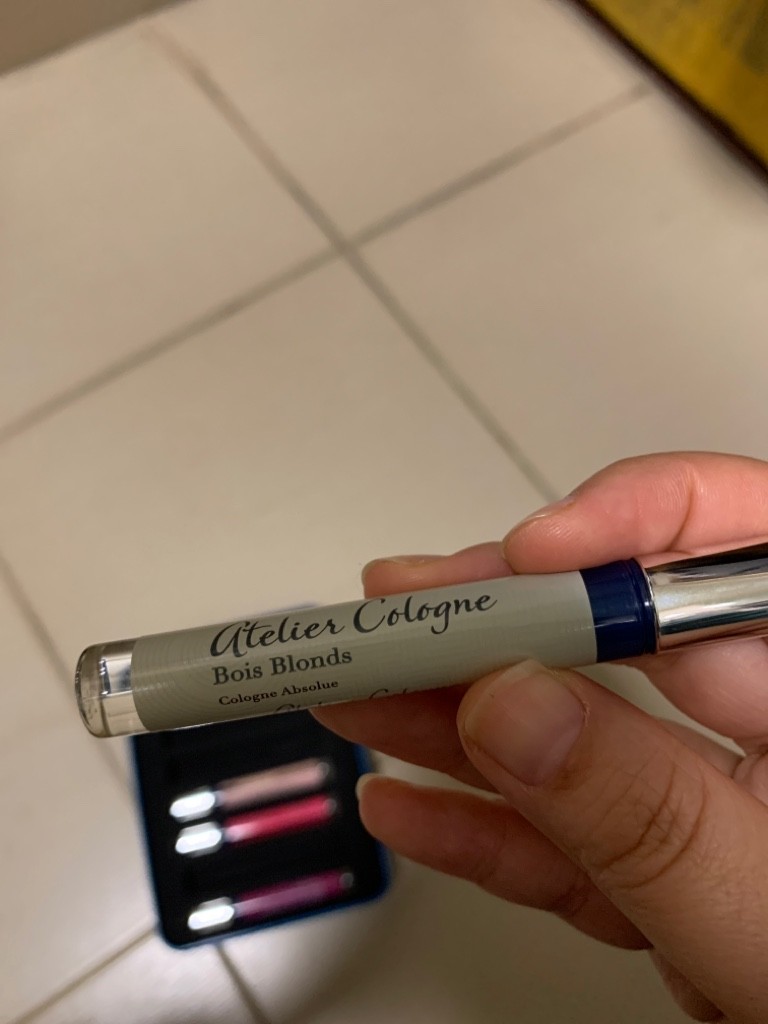 Atelier Cologne
Bois Blonds
Cologne Absolue